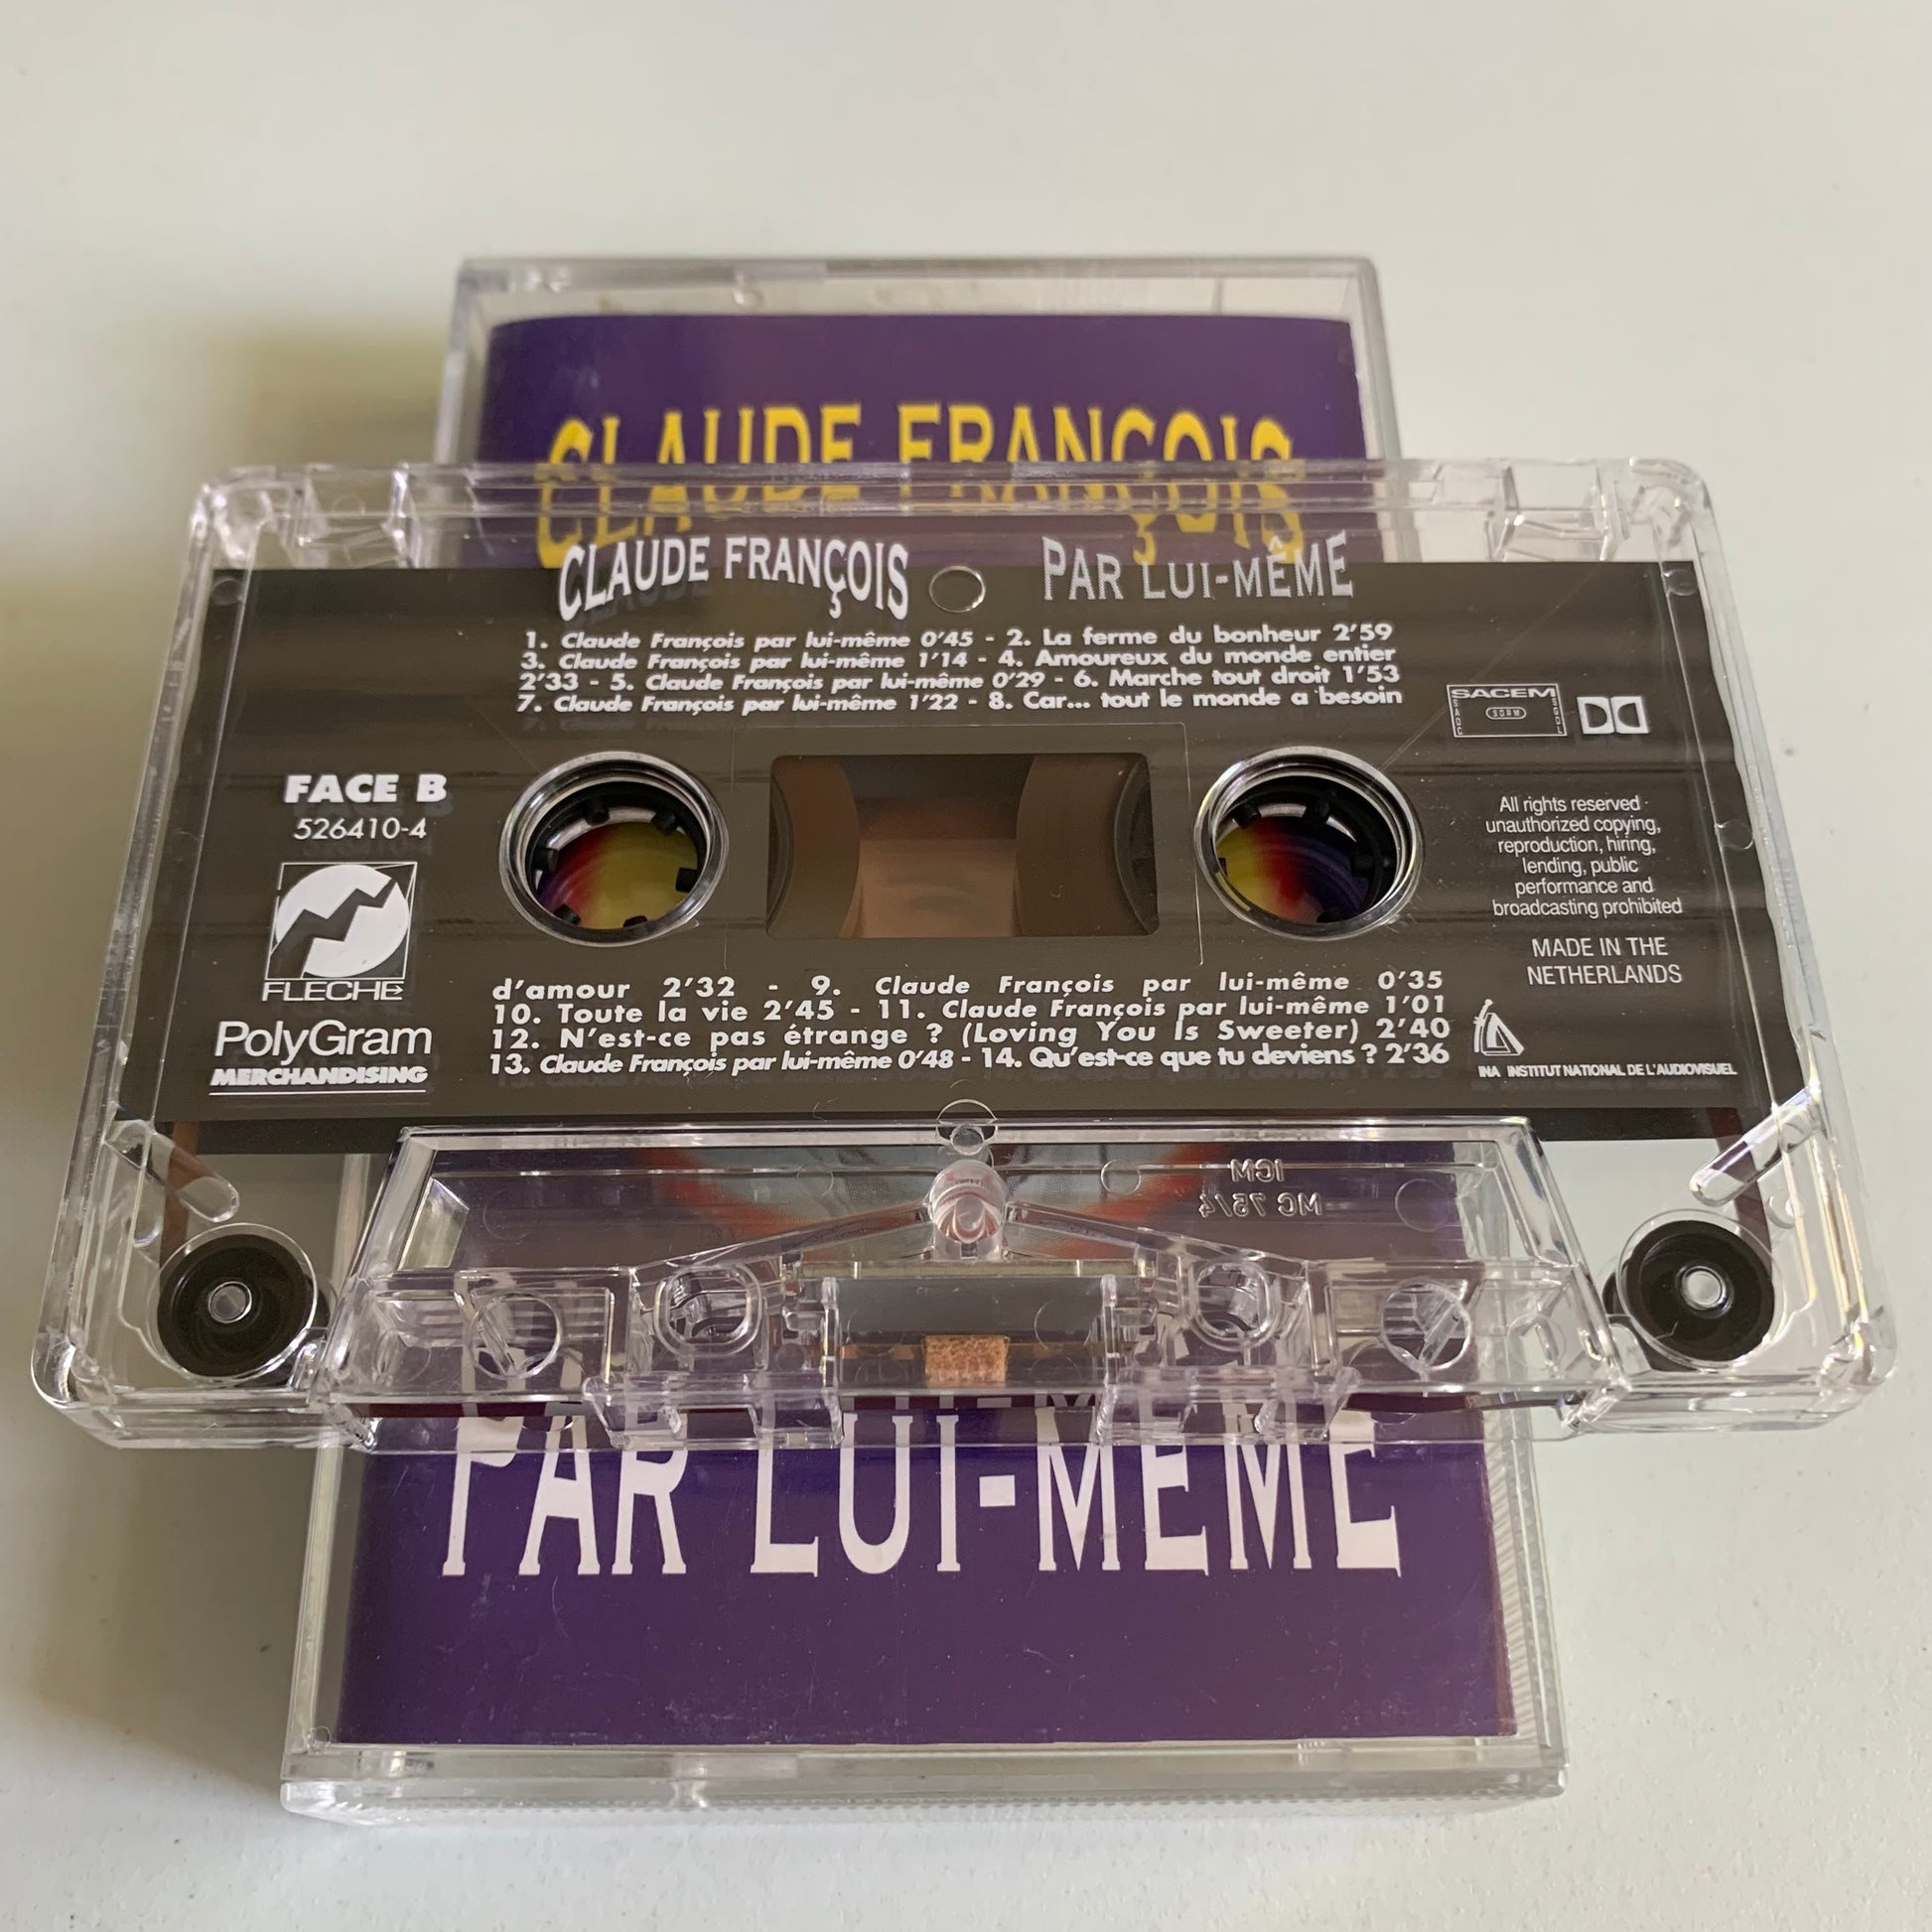 CLAUDE FRANÇOIS
CLAUDE FRANÇOIS PAR LUI-MÊME
1. Claude François par lui-même 0'45 - 2. La ferme du bonheur 2'59
3. Claude François par lui-même 1'14 - 4. Amoureux du monde entier
2'33 - 5. Claude François par lui-même 0'29 - 6. Marche tout droit 1'53
7. Claude François par lui-même 1'22 - 8. Car... tout le monde a besoin
SACEM
SDRM
FACE B
526410-4
FLECHE
PolyGram
MERCHANDISING
All rights reserved
unauthorized copying,
reproduction, hiring,
lending, public
performance and
broadcasting prohibited
MADE IN THE
NETHERLANDS
d'amour 2'32 - 9. Claude François par lui-même 0'35
10. Toute la vie 2'45 - 11. Claude François par lui-même 1'01
12. N'est-ce pas étrange ? (Loving You Is Sweeter) 2'40
13. Claude François par lui-même 0'48 - 14. Qu'est-ce que tu deviens ? 2'36
INA INSTITUT NATIONAL DE L'AUDIOVISUEL
IGM
MC 75/4
PAR LUI-MÊME